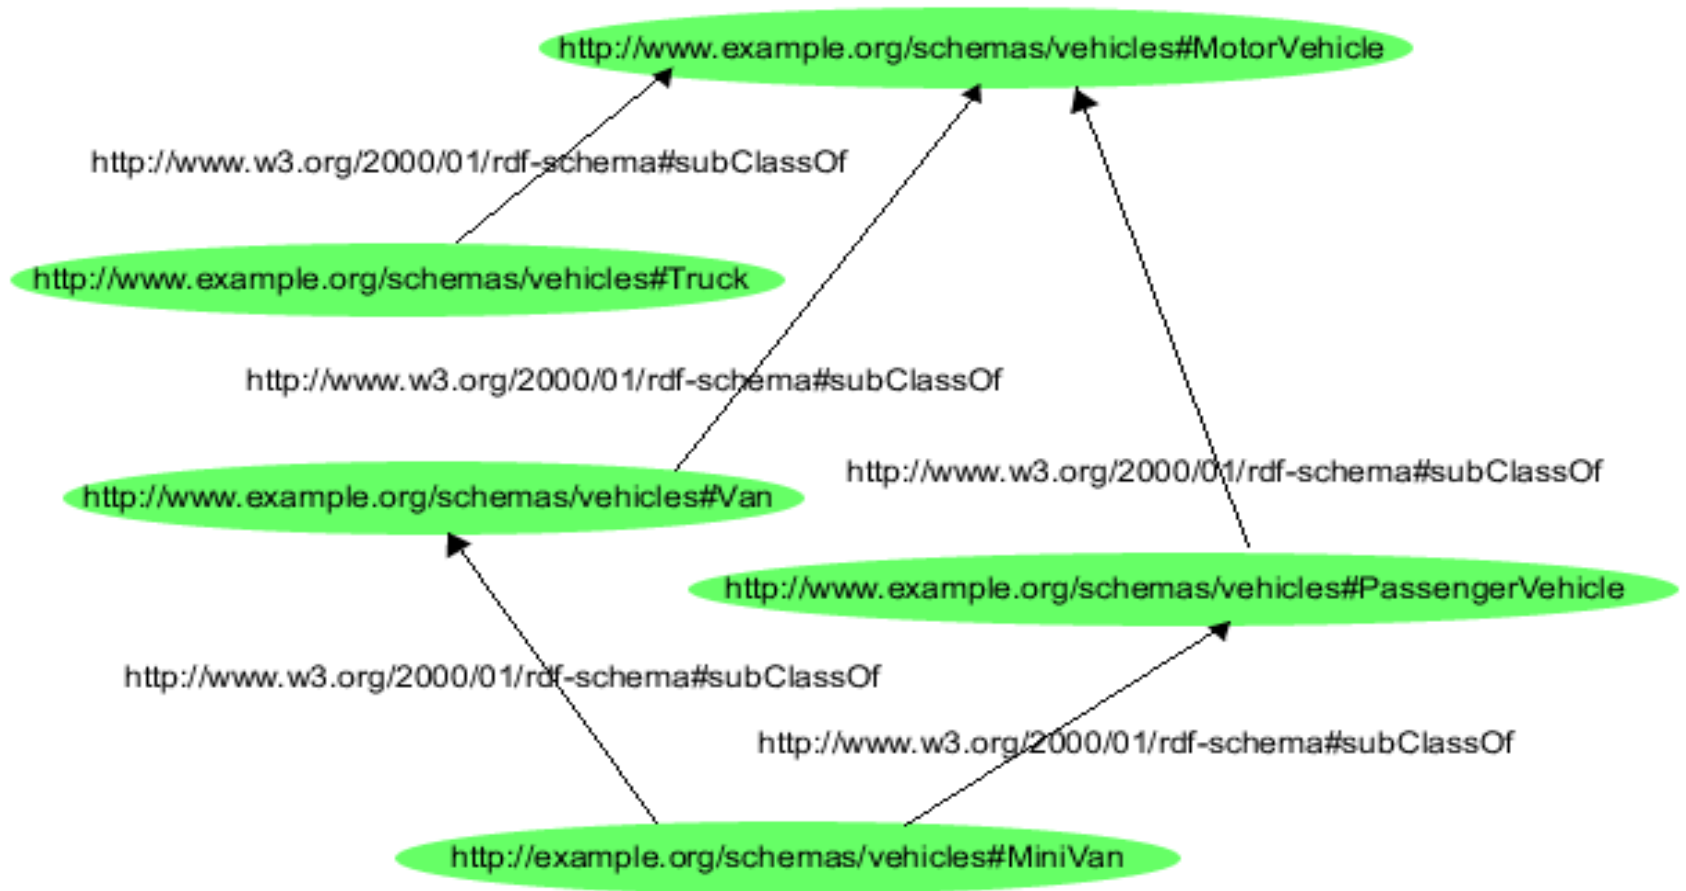 http://www.example.org/schemas/vehicles#MotorVehicle
http://www.w3.org/2000/01/rdf-schema#subClassOf
http://www.example.org/schemas/vehicles#Truck
http://www.w3.org/2000/01/rdf-schema#subClassOf
http://www.w3.org/2000/01/rdf-schema#subClassOf
http://www.example.org/schemas/vehicles#Van
http://www.example.org/schemas/vehicles#PassengerVehicle
http://www.w3.org/2000/01/rdf-schema#subClassOf
http://www.w3.org/2000/01/rdf-schema#subClassOf
http://example.org/schemas/vehicles#MiniVan